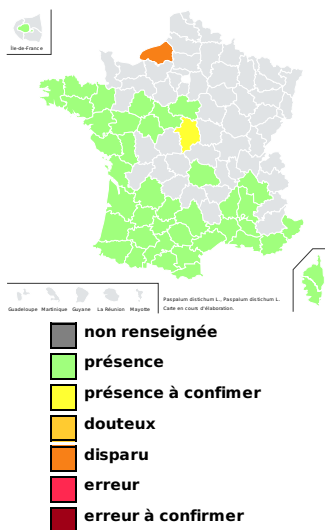 Île-de-France
Guadeloupe Martinique Guyane La Réunion Mayotte
Paspalum distichum L., Paspalum distichum L.
Carte en cours d'élaboration.
non renseignée
présence
présence à confimer
douteux
disparu
erreur
erreur à confirmer